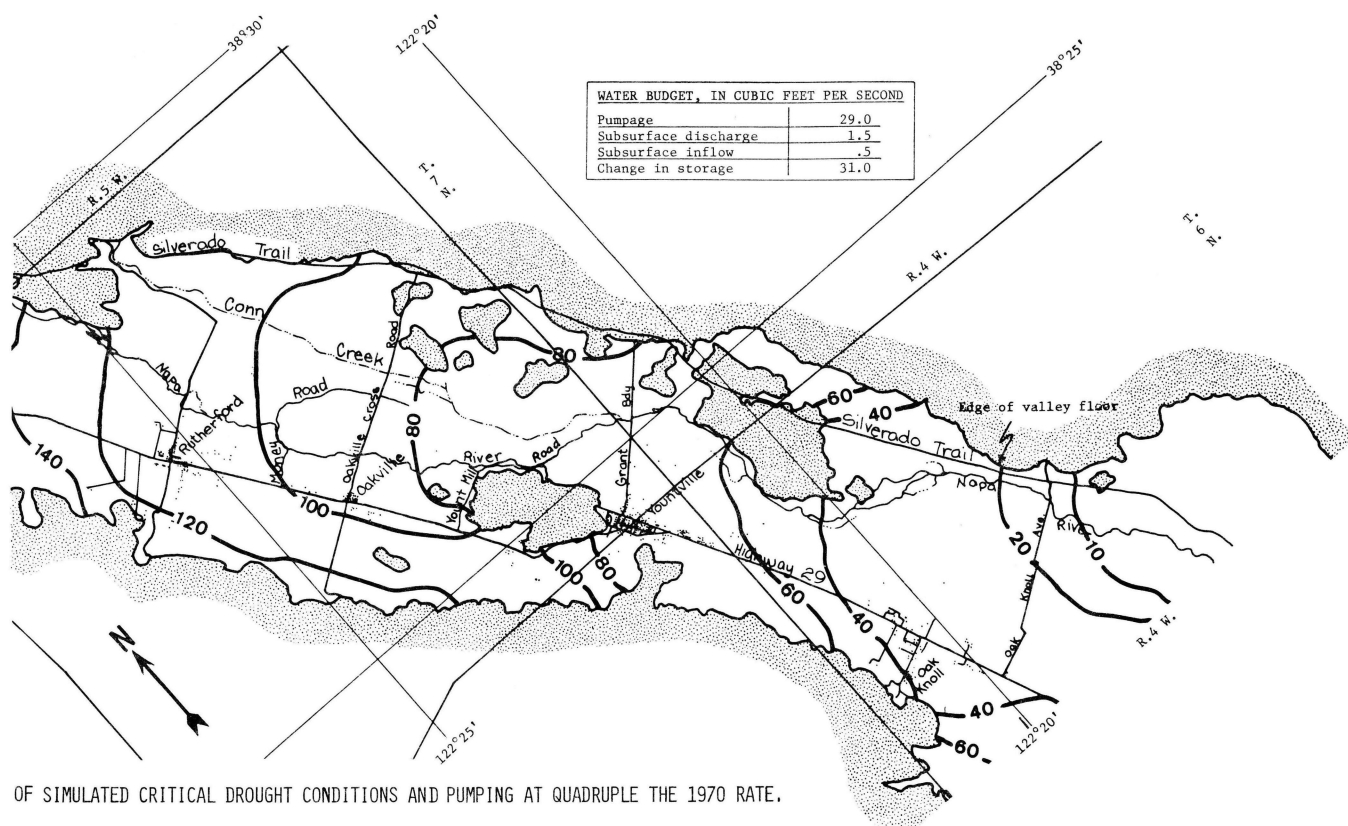 38°30'
122°20'
38°25'
WATER BUDGET, IN CUBIC FEET PER SECOND
Pumpage 29.0
Subsurface discharge 1.5
Subsurface inflow .5
Change in storage 31.0
R.5 W.
T.
7
N.
R.4 W.
T.
6
N.
Silverado Trail
Conn
Creek
Road
80
Napa
Road
80
Rutherford
Money
Oakville Cross
Oakville
River
Road
Yount Mill
Grant Bdy
Yountville
60
40
Edge of valley floor
Silverado Trail
Napa
River
20
10
Oak Knoll Ave
R.4 W.
140
120
100
100
80
Highway 29
60
40
Oak
Knoll
40
60
N
122°25'
122°20'
OF SIMULATED CRITICAL DROUGHT CONDITIONS AND PUMPING AT QUADRUPLE THE 1970 RATE.